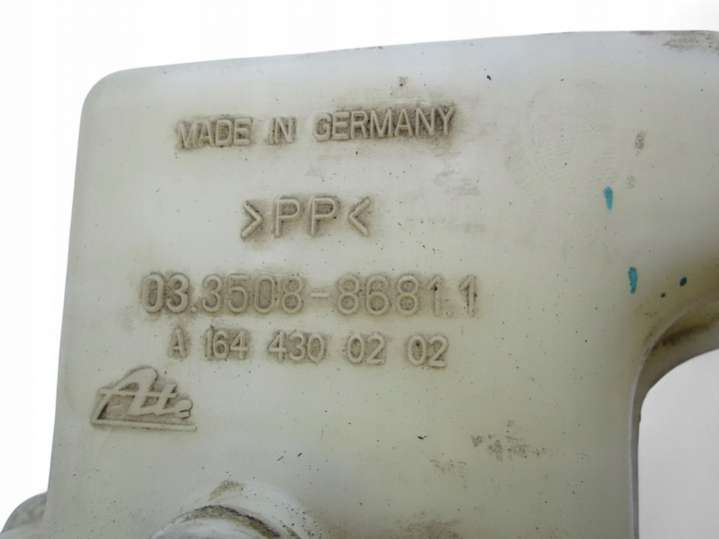 MADE IN GERMANY
>PP<
03.3508-8681.1
A 164 430 02 02
Ate